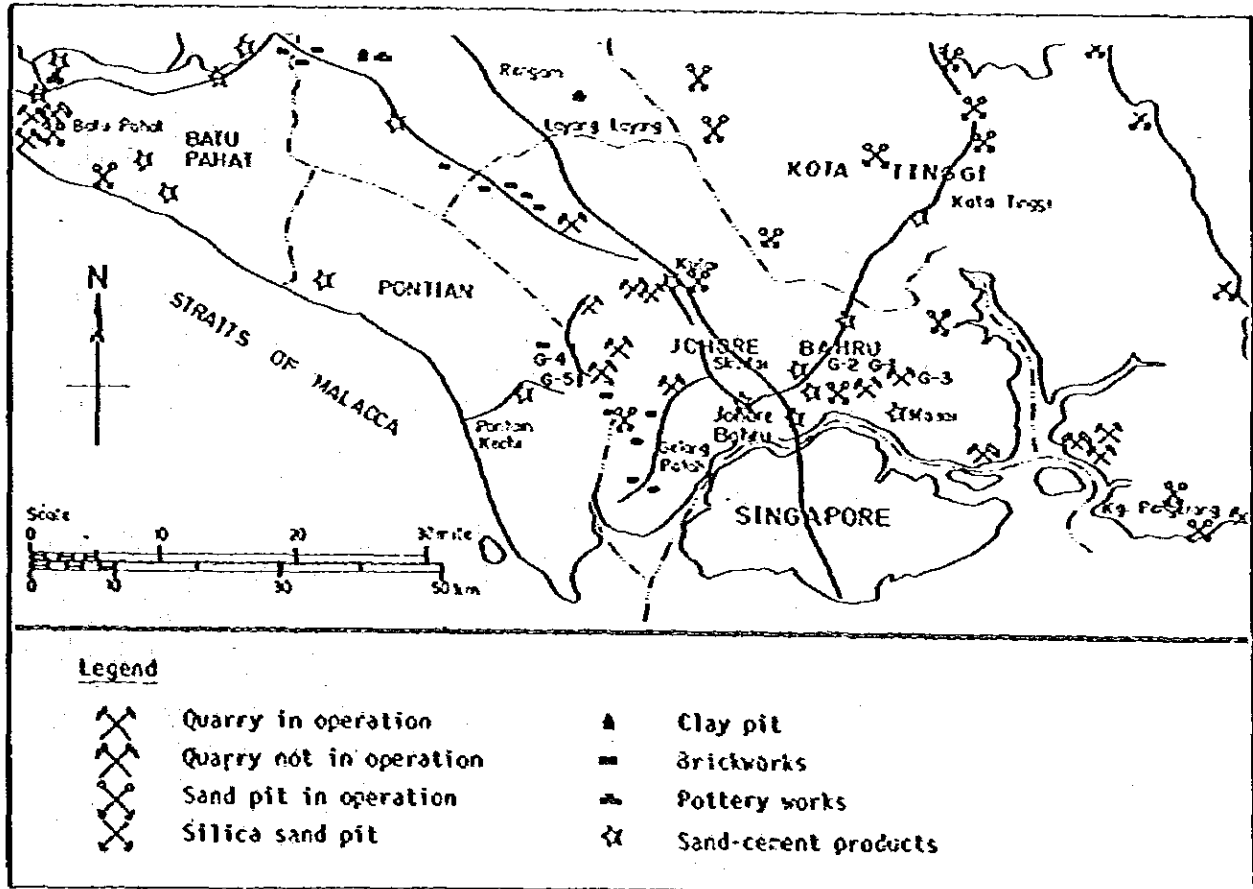 Rengam
Layang Layang
Batu Pahat
BATU
PAHAT
KOTA TINGGI
Kota Tinggi
N
PONTIAN
STRAITS OF MALACCA
JOHORE BAHRU
G-4
G-5
G-2
G-3
Masai
Pontian
Johore
Bahru
Gelang
Patah
SINGAPORE
Scale
0 10 20 30 mile
0 10 30 50 km
Legend
Quarry in operation
Quarry not in operation
Sand pit in operation
Silica sand pit
Clay pit
Brickworks
Pottery works
Sand-cement products